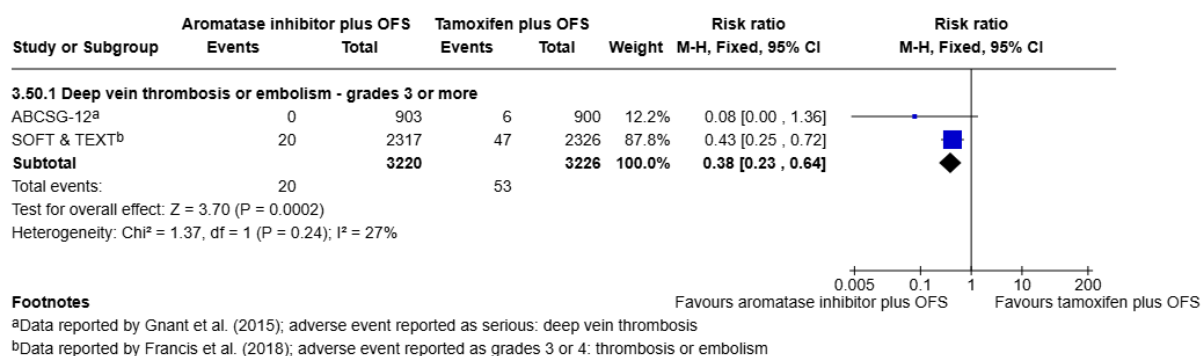 Aromatase inhibitor plus OFS Tamoxifen plus OFS Risk ratio Risk ratio
Study or Subgroup Events Total Events Total Weight M-H, Fixed, 95% CI M-H, Fixed, 95% CI
3.50.1 Deep vein thrombosis or embolism - grades 3 or more
ABCSG-12ᵃ 0 903 6 900 12.2% 0.08 [0.00 , 1.36]
SOFT & TEXTᵇ 20 2317 47 2326 87.8% 0.43 [0.25 , 0.72]
Subtotal 3220 3226 100.0% 0.38 [0.23 , 0.64]
Total events: 20 53
Test for overall effect: Z = 3.70 (P = 0.0002)
Heterogeneity: Chi² = 1.37, df = 1 (P = 0.24); I² = 27%
0.005 0.1 1 10 200
Favours aromatase inhibitor plus OFS Favours tamoxifen plus OFS
Footnotes
ᵃData reported by Gnant et al. (2015); adverse event reported as serious: deep vein thrombosis
ᵇData reported by Francis et al. (2018); adverse event reported as grades 3 or 4: thrombosis or embolism